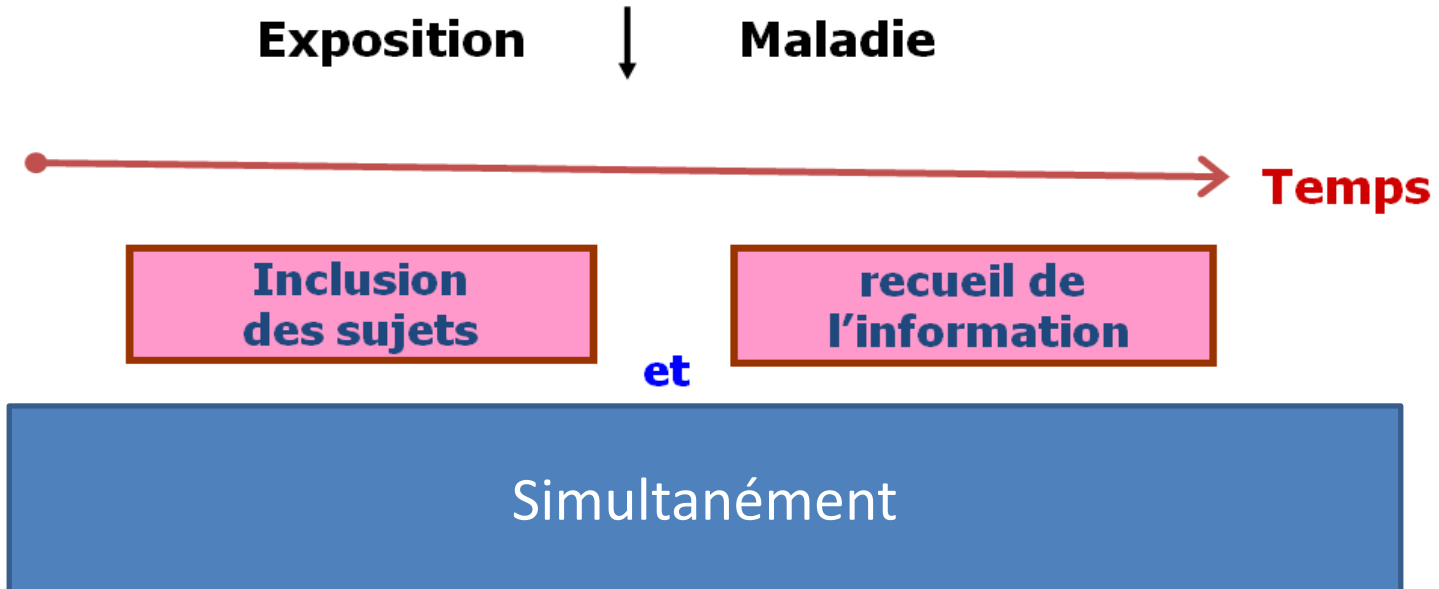 Exposition
Maladie
Temps
Inclusion
des sujets
recueil de
l’information
et
Simultanément